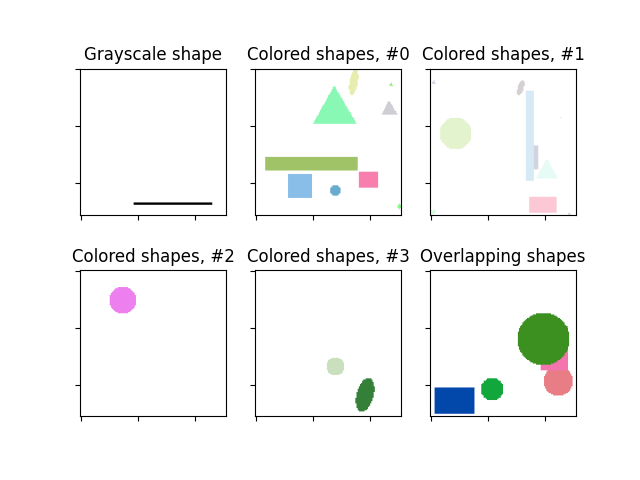 Grayscale shape
Colored shapes, #0
Colored shapes, #1
Colored shapes, #2
Colored shapes, #3
Overlapping shapes